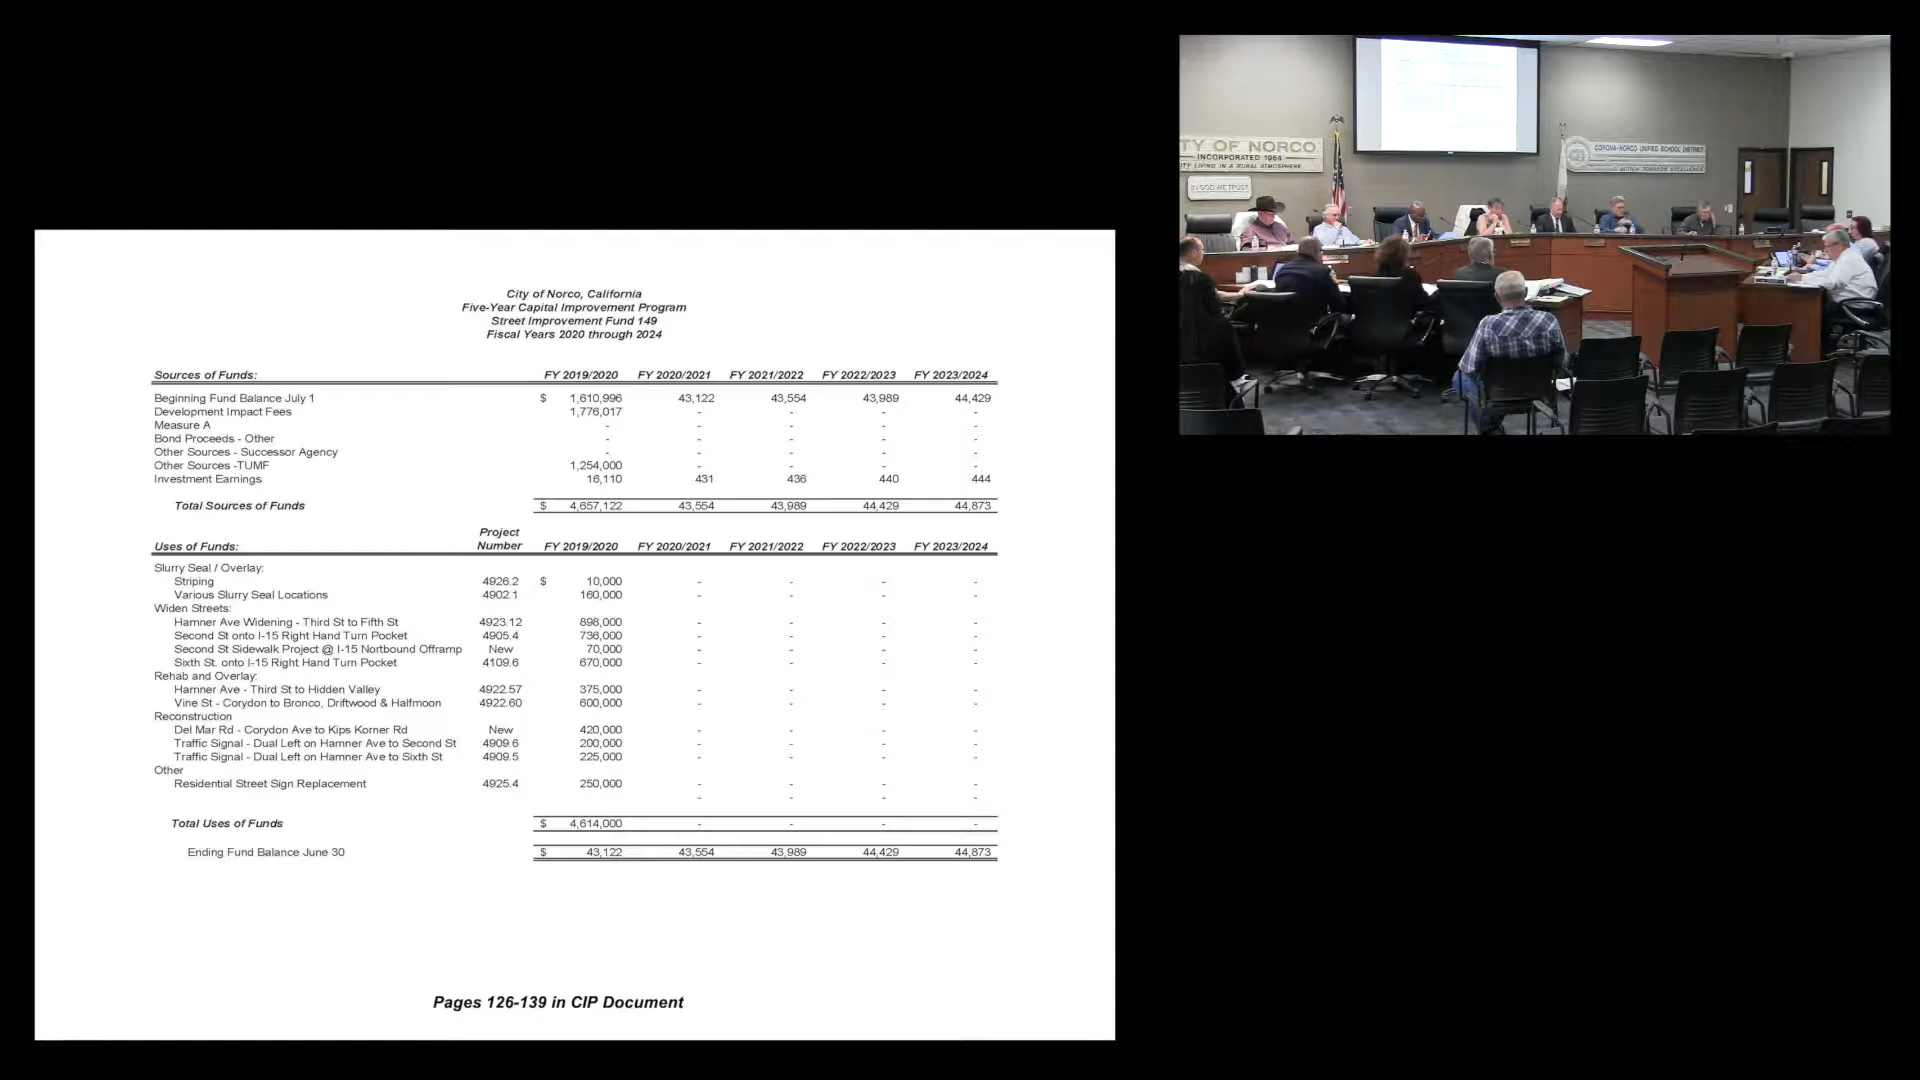 City of Norco, California
Five-Year Capital Improvement Program
Street Improvement Fund 149
Fiscal Years 2020 through 2024
Sources of Funds: FY 2019/2020 FY 2020/2021 FY 2021/2022 FY 2022/2023 FY 2023/2024
Beginning Fund Balance July 1 $ 1,610,996 43,122 43,554 43,989 44,429
Development Impact Fees 1,776,017 - - - -
Measure A - - - - -
Bond Proceeds - Other - - - - -
Other Sources - Successor Agency - - - - -
Other Sources -TUMF 1,254,000 - - - -
Investment Earnings 16,110 431 436 440 444
Total Sources of Funds $ 4,657,122 43,554 43,989 44,429 44,873
Project
Uses of Funds: Number FY 2019/2020 FY 2020/2021 FY 2021/2022 FY 2022/2023 FY 2023/2024
Slurry Seal / Overlay:
Striping 4926.2 $ 10,000 - - - -
Various Slurry Seal Locations 4902.1 160,000 - - - -
Widen Streets:
Hamner Ave Widening - Third St to Fifth St 4923.12 898,000 - - - -
Second St onto I-15 Right Hand Turn Pocket 4905.4 736,000 - - - -
Second St Sidewalk Project @ I-15 Nortbound Offramp New 70,000 - - - -
Sixth St. onto I-15 Right Hand Turn Pocket 4109.6 670,000 - - - -
Rehab and Overlay:
Hamner Ave - Third St to Hidden Valley 4922.57 375,000 - - - -
Vine St - Corydon to Bronco, Driftwood & Halfmoon 4922.60 600,000 - - - -
Reconstruction
Del Mar Rd - Corydon Ave to Kips Korner Rd New 420,000 - - - -
Traffic Signal - Dual Left on Hamner Ave to Second St 4909.6 200,000 - - - -
Traffic Signal - Dual Left on Hamner Ave to Sixth St 4909.5 225,000 - - - -
Other
Residential Street Sign Replacement 4925.4 250,000 - - - -
- - - -
Total Uses of Funds $ 4,614,000 - - - -
Ending Fund Balance June 30 $ 43,122 43,554 43,989 44,429 44,873
Pages 126-139 in CIP Document
TY OF NORCO
INCORPORATED 1964
ITY LIVING IN A RURAL ATMOSPHERE
IN GOD WE TRUST
CORONA-NORCO UNIFIED SCHOOL DISTRICT